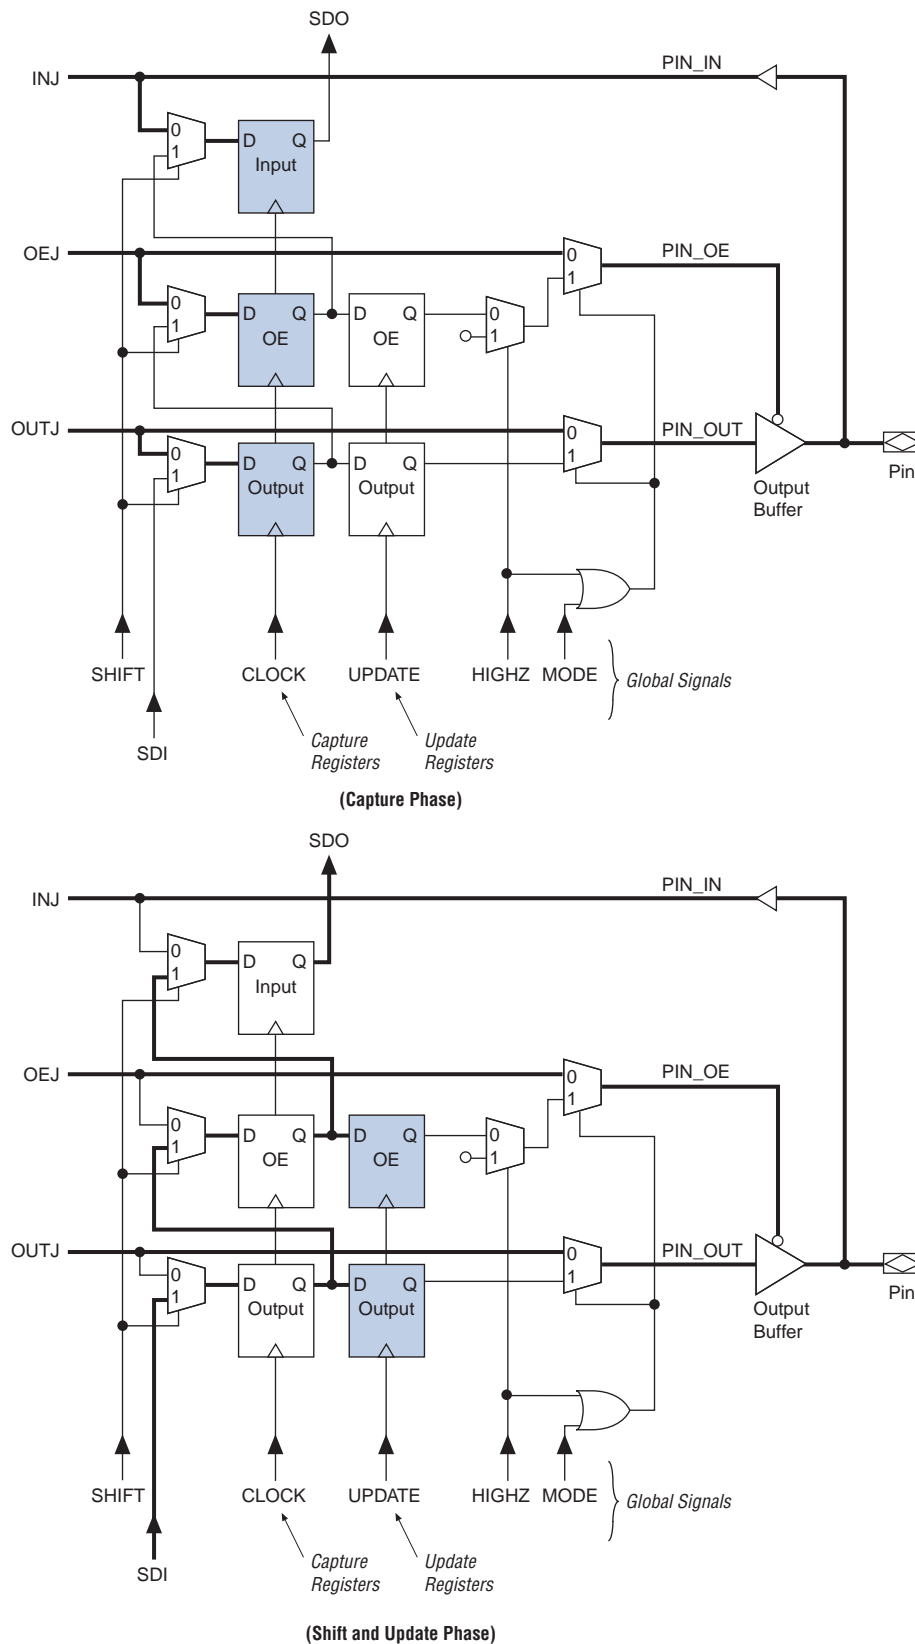 SDO
INJ
PIN_IN
0
1
D Q
Input
OEJ
PIN_OE
0
1
0
1
D Q
OE
D Q
OE
0
1
OUTJ
PIN_OUT
0
1
0
1
D Q
Output
D Q
Output
Output
Buffer
Pin
SHIFT
CLOCK
UPDATE
HIGHZ
MODE
Global Signals
SDI
Capture
Registers
Update
Registers
(Capture Phase)
SDO
INJ
PIN_IN
0
1
D Q
Input
OEJ
PIN_OE
0
1
0
1
D Q
OE
D Q
OE
0
1
OUTJ
PIN_OUT
0
1
0
1
D Q
Output
D Q
Output
Output
Buffer
Pin
SHIFT
CLOCK
UPDATE
HIGHZ
MODE
Global Signals
SDI
Capture
Registers
Update
Registers
(Shift and Update Phase)